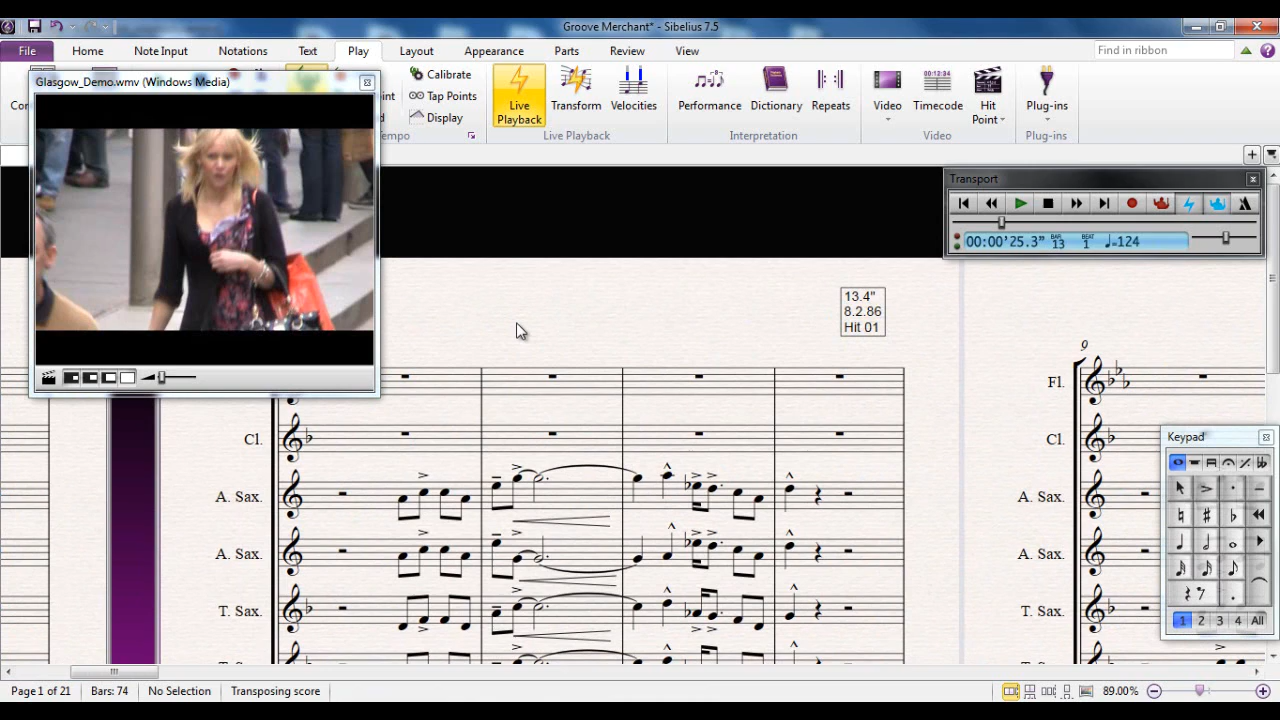 Groove Merchant* - Sibelius 7.5
File Home Note Input Notations Text Play Layout Appearance Parts Review View Find in ribbon
Glasgow_Demo.wmv (Windows Media)
Calibrate
Tap Points
Display
Live Playback
Transform
Velocities
Performance
Dictionary
Repeats
Video
Timecode
Hit Point
Plug-ins
Live Playback
Interpretation
Video
Plug-ins
Transport
00:00'25.3" BAR 13 BEAT 1 ♩=124
13.4"
8.2.86
Hit 01
9
Fl.
Cl.
Cl.
A. Sax.
A. Sax.
A. Sax.
A. Sax.
T. Sax.
T. Sax.
Keypad
1 2 3 4 All
Page 1 of 21 Bars: 74 No Selection Transposing score 89.00%